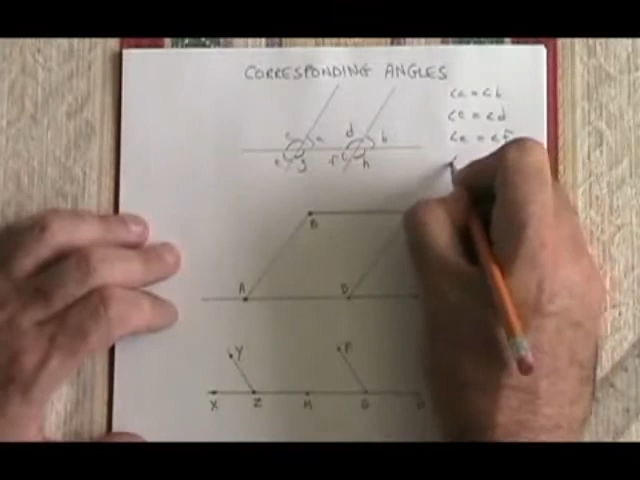 CORRESPONDING ANGLES
∠a = ∠b
∠c = ∠d
∠e = ∠f
∠
c a d b
e g f h
B
A D
Y P
X Z M O